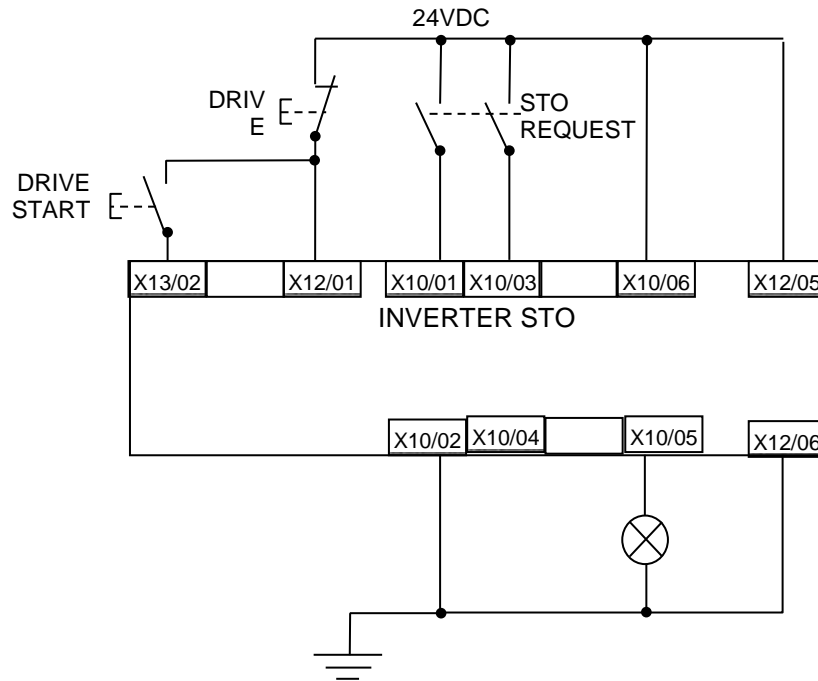 24VDC
DRIV
E
STO
REQUEST
DRIVE
START
X13/02
X12/01
X10/01
X10/03
X10/06
X12/05
INVERTER STO
X10/02
X10/04
X10/05
X12/06